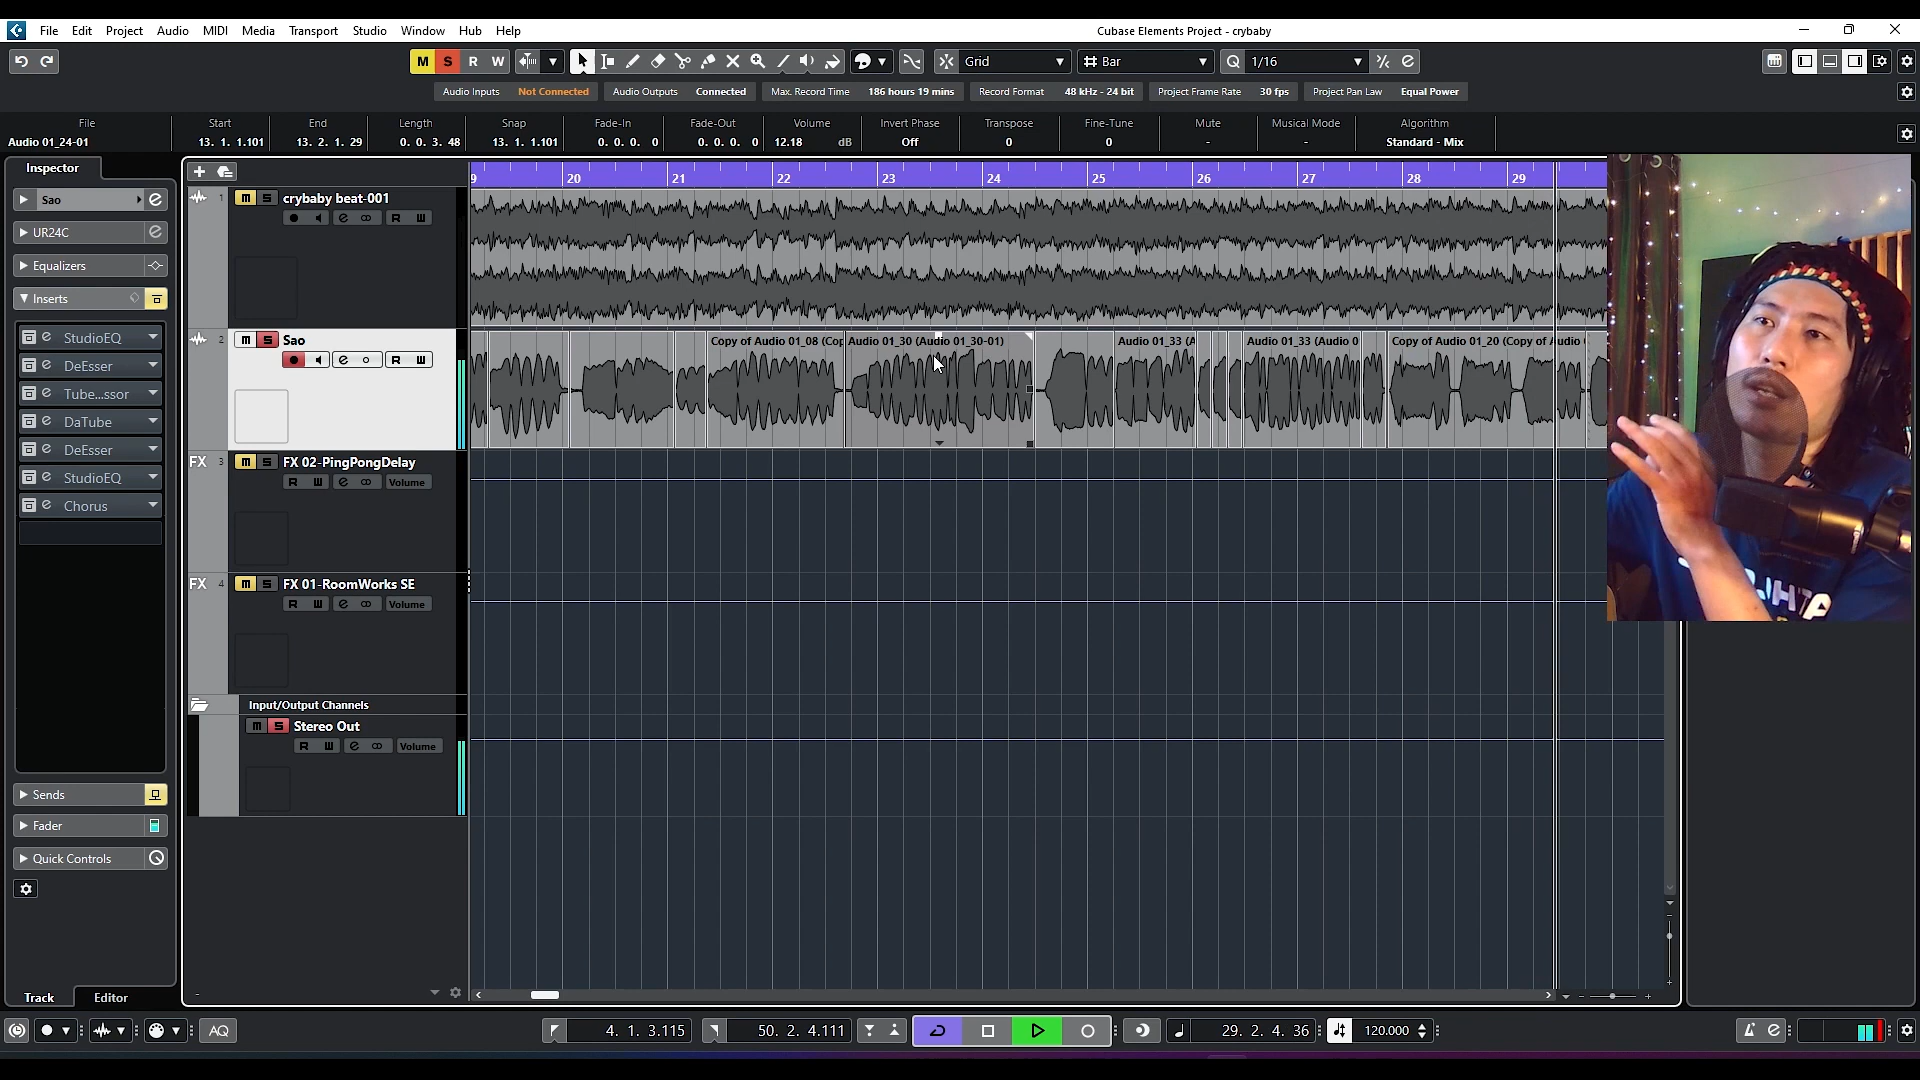 File Edit Project Audio MIDI Media Transport Studio Window Hub Help
Cubase Elements Project - crybaby
M S R W
Grid
Bar
Q 1/16
Audio Inputs Not Connected
Audio Outputs Connected
Max. Record Time 186 hours 19 mins
Record Format 48 kHz - 24 bit
Project Frame Rate 30 fps
Project Pan Law Equal Power
File Start End Length Snap Fade-In Fade-Out Volume Invert Phase Transpose Fine-Tune Mute Musical Mode Algorithm
Audio 01_24-01 13. 1. 1.101 13. 2. 1. 29 0. 0. 3. 48 13. 1. 1.101 0. 0. 0. 0 0. 0. 0. 0 12.18 dB Off 0 0 - - Standard - Mix
Inspector
Sao
UR24C
Equalizers
Inserts
StudioEQ
DeEsser
Tube...ssor
DaTube
DeEsser
StudioEQ
Chorus
Sends
Fader
Quick Controls
Track Editor
9 20 21 22 23 24 25 26 27 28 29
1 m S crybaby beat-001
R W
2 m S Sao
R W
Copy of Audio 01_08 (Cop
Audio 01_30 (Audio 01_30-01)
Audio 01_33 (A
Audio 01_33 (Audio 0
Copy of Audio 01_20 (Copy of Audio
FX 3 m S FX 02-PingPongDelay
R W Volume
FX 4 m S FX 01-RoomWorks SE
R W Volume
Input/Output Channels
m S Stereo Out
R W Volume
AQ
4. 1. 3.115
50. 2. 4.111
29. 2. 4. 36
120.000